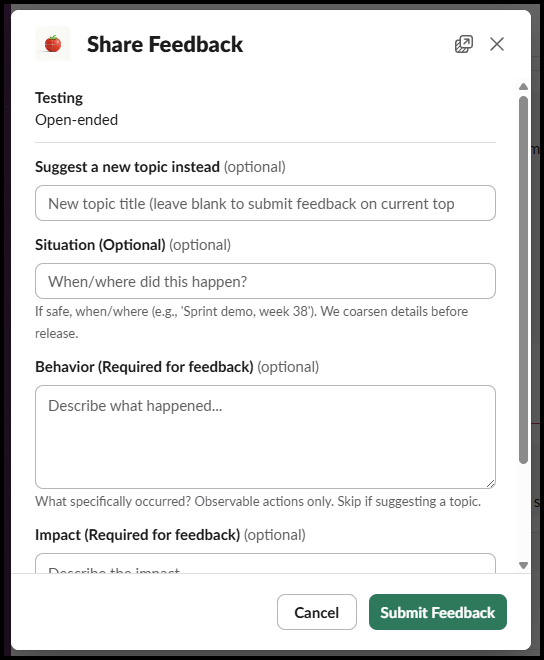 Share Feedback
Testing
Open-ended
Suggest a new topic instead (optional)
New topic title (leave blank to submit feedback on current top
Situation (Optional) (optional)
When/where did this happen?
If safe, when/where (e.g., 'Sprint demo, week 38'). We coarsen details before
release.
Behavior (Required for feedback) (optional)
Describe what happened...
What specifically occurred? Observable actions only. Skip if suggesting a topic.
Impact (Required for feedback) (optional)
Describe the impact
Cancel
Submit Feedback